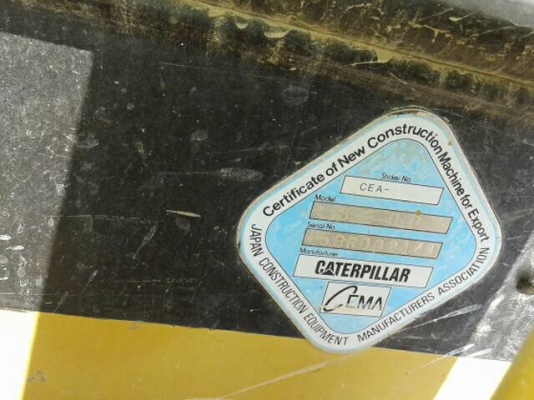 Certificate of New Construction Machine for Export
Sticker No.
CEA-
Model
Serial No.
Manufacturer
CATERPILLAR
CEMA
JAPAN CONSTRUCTION EQUIPMENT MANUFACTURERS ASSOCIATION